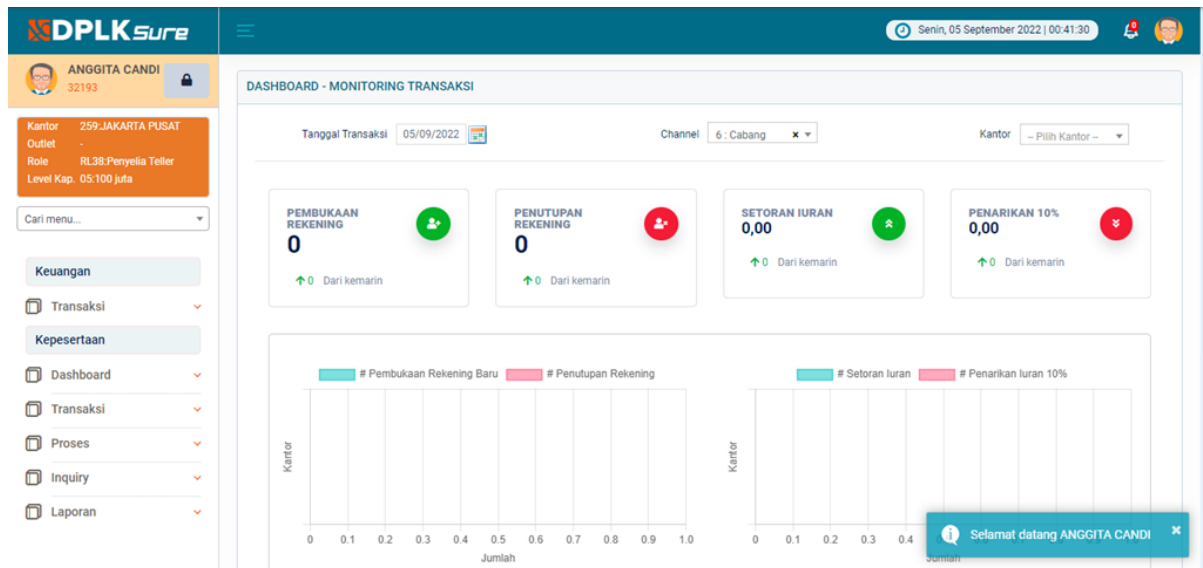 DPLKSure
Senin, 05 September 2022 | 00:41:30
0
ANGGITA CANDI
32193
Kantor 259:JAKARTA PUSAT
Outlet -
Role RL38:Penyelia Teller
Level Kap. 05:100 juta
Cari menu...
Keuangan
Transaksi
Kepesertaan
Dashboard
Transaksi
Proses
Inquiry
Laporan
DASHBOARD - MONITORING TRANSAKSI
Tanggal Transaksi 05/09/2022
Channel 6 : Cabang x
Kantor -- Pilih Kantor --
PEMBUKAAN
REKENING
0
0 Dari kemarin
PENUTUPAN
REKENING
0
0 Dari kemarin
SETORAN IURAN
0,00
0 Dari kemarin
PENARIKAN 10%
0,00
0 Dari kemarin
# Pembukaan Rekening Baru # Penutupan Rekening
Kantor
0 0.1 0.2 0.3 0.4 0.5 0.6 0.7 0.8 0.9 1.0
Jumlah
# Setoran Iuran # Penarikan Iuran 10%
Kantor
0 0.1 0.2 0.3 0.4
Jumlah
Selamat datang ANGGITA CANDI ×